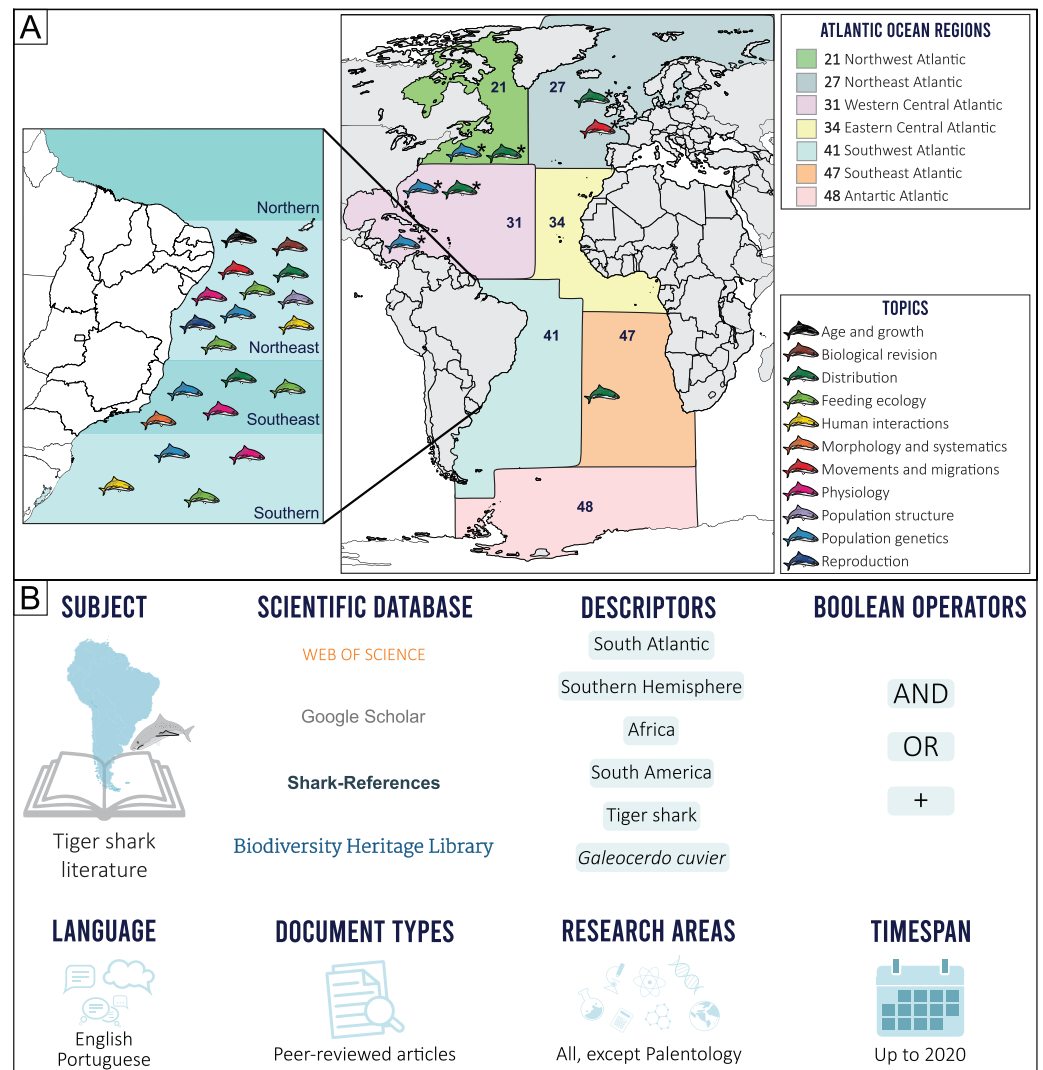 A
Northern
Northeast
Southeast
Southern
21
27
*
*
*
*
*
*
*
31
34
41
47
48
ATLANTIC OCEAN REGIONS
21 Northwest Atlantic
27 Northeast Atlantic
31 Western Central Atlantic
34 Eastern Central Atlantic
41 Southwest Atlantic
47 Southeast Atlantic
48 Antartic Atlantic
TOPICS
Age and growth
Biological revision
Distribution
Feeding ecology
Human interactions
Morphology and systematics
Movements and migrations
Physiology
Population structure
Population genetics
Reproduction
B
SUBJECT
Tiger shark
literature
SCIENTIFIC DATABASE
WEB OF SCIENCE
Google Scholar
Shark-References
Biodiversity Heritage Library
DESCRIPTORS
South Atlantic
Southern Hemisphere
Africa
South America
Tiger shark
Galeocerdo cuvier
BOOLEAN OPERATORS
AND
OR
+
LANGUAGE
English
Portuguese
DOCUMENT TYPES
Peer-reviewed articles
RESEARCH AREAS
All, except Palentology
TIMESPAN
Up to 2020